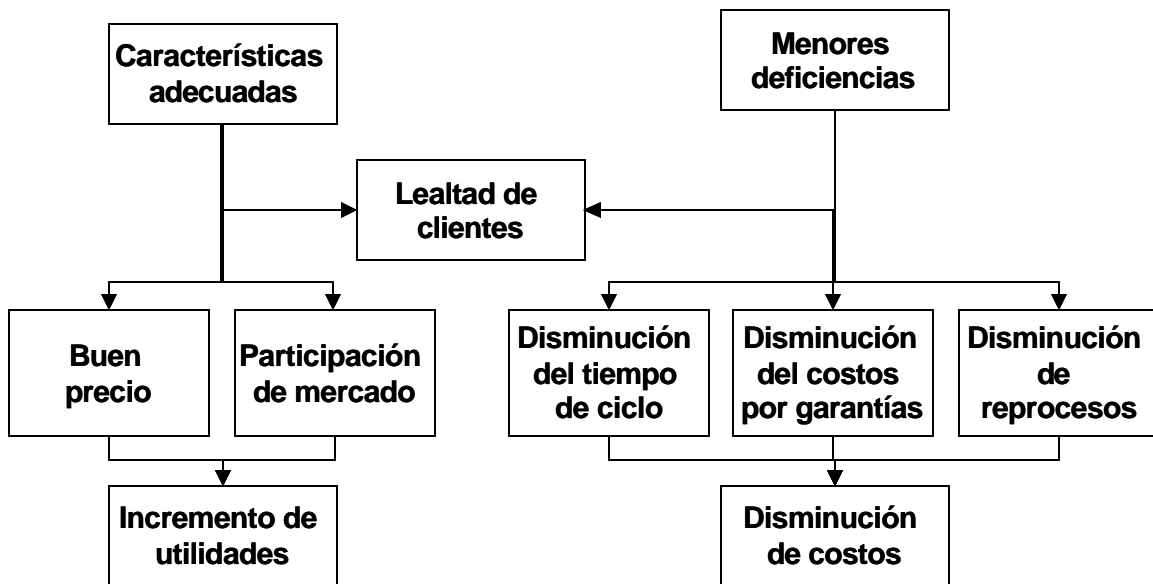 Características
adecuadas
Menores
deficiencias
Lealtad de
clientes
Buen
precio
Participación
de mercado
Disminución
del tiempo
de ciclo
Disminución
del costos
por garantías
Disminución
de
reprocesos
Incremento de
utilidades
Disminución
de costos